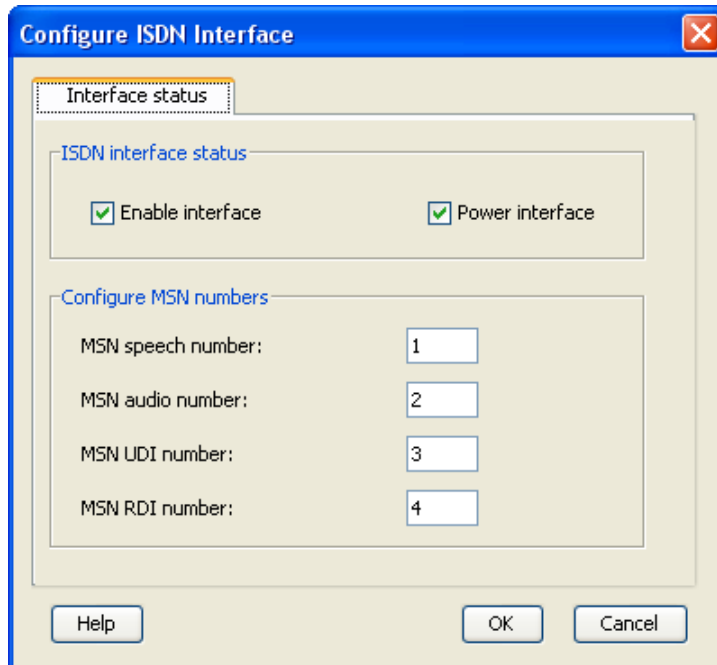 Configure ISDN Interface
Interface status
ISDN interface status
Enable interface Power interface
Configure MSN numbers
MSN speech number: 1
MSN audio number: 2
MSN UDI number: 3
MSN RDI number: 4
Help OK Cancel